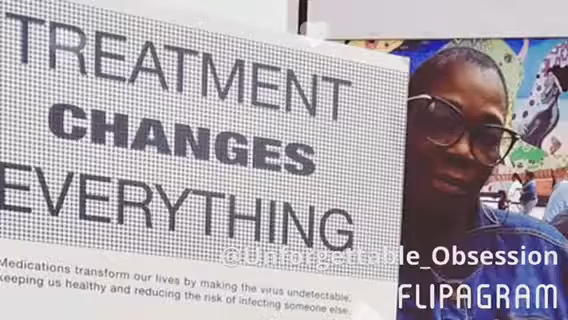 TREATMENT
CHANGES
EVERYTHING
Medications transform our lives by making the virus undetectable,
keeping us healthy and reducing the risk of infecting someone else.
@Unforgettable_Obsession
FLIPAGRAM